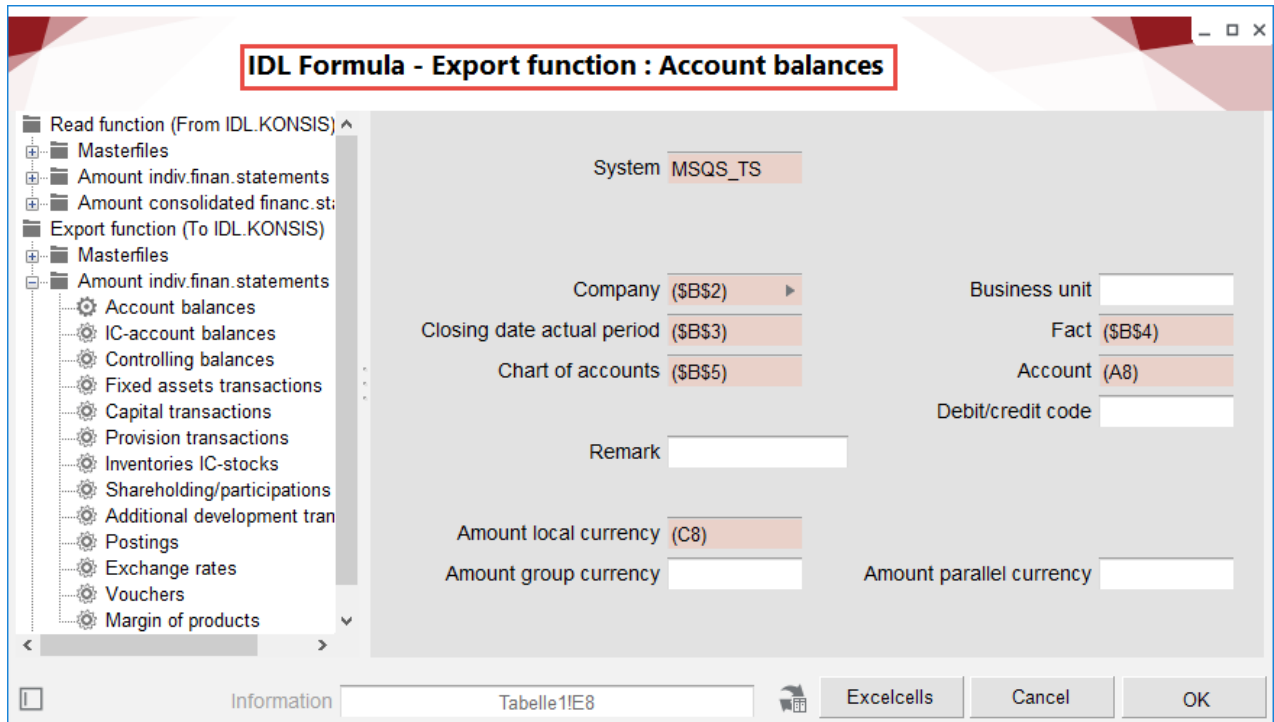 IDL Formula - Export function : Account balances
Read function (From IDL.KONSIS)
Masterfiles
Amount indiv.finan.statements
Amount consolidated financ.st
Export function (To IDL.KONSIS)
Masterfiles
Amount indiv.finan.statements
Account balances
IC-account balances
Controlling balances
Fixed assets transactions
Capital transactions
Provision transactions
Inventories IC-stocks
Shareholding/participations
Additional development tran
Postings
Exchange rates
Vouchers
Margin of products
System MSQS_TS
Company ($B$2) Business unit
Closing date actual period ($B$3) Fact ($B$4)
Chart of accounts ($B$5) Account (A8)
Debit/credit code
Remark
Amount local currency (C8)
Amount group currency Amount parallel currency
Information Tabelle1!E8 Excelcells Cancel OK